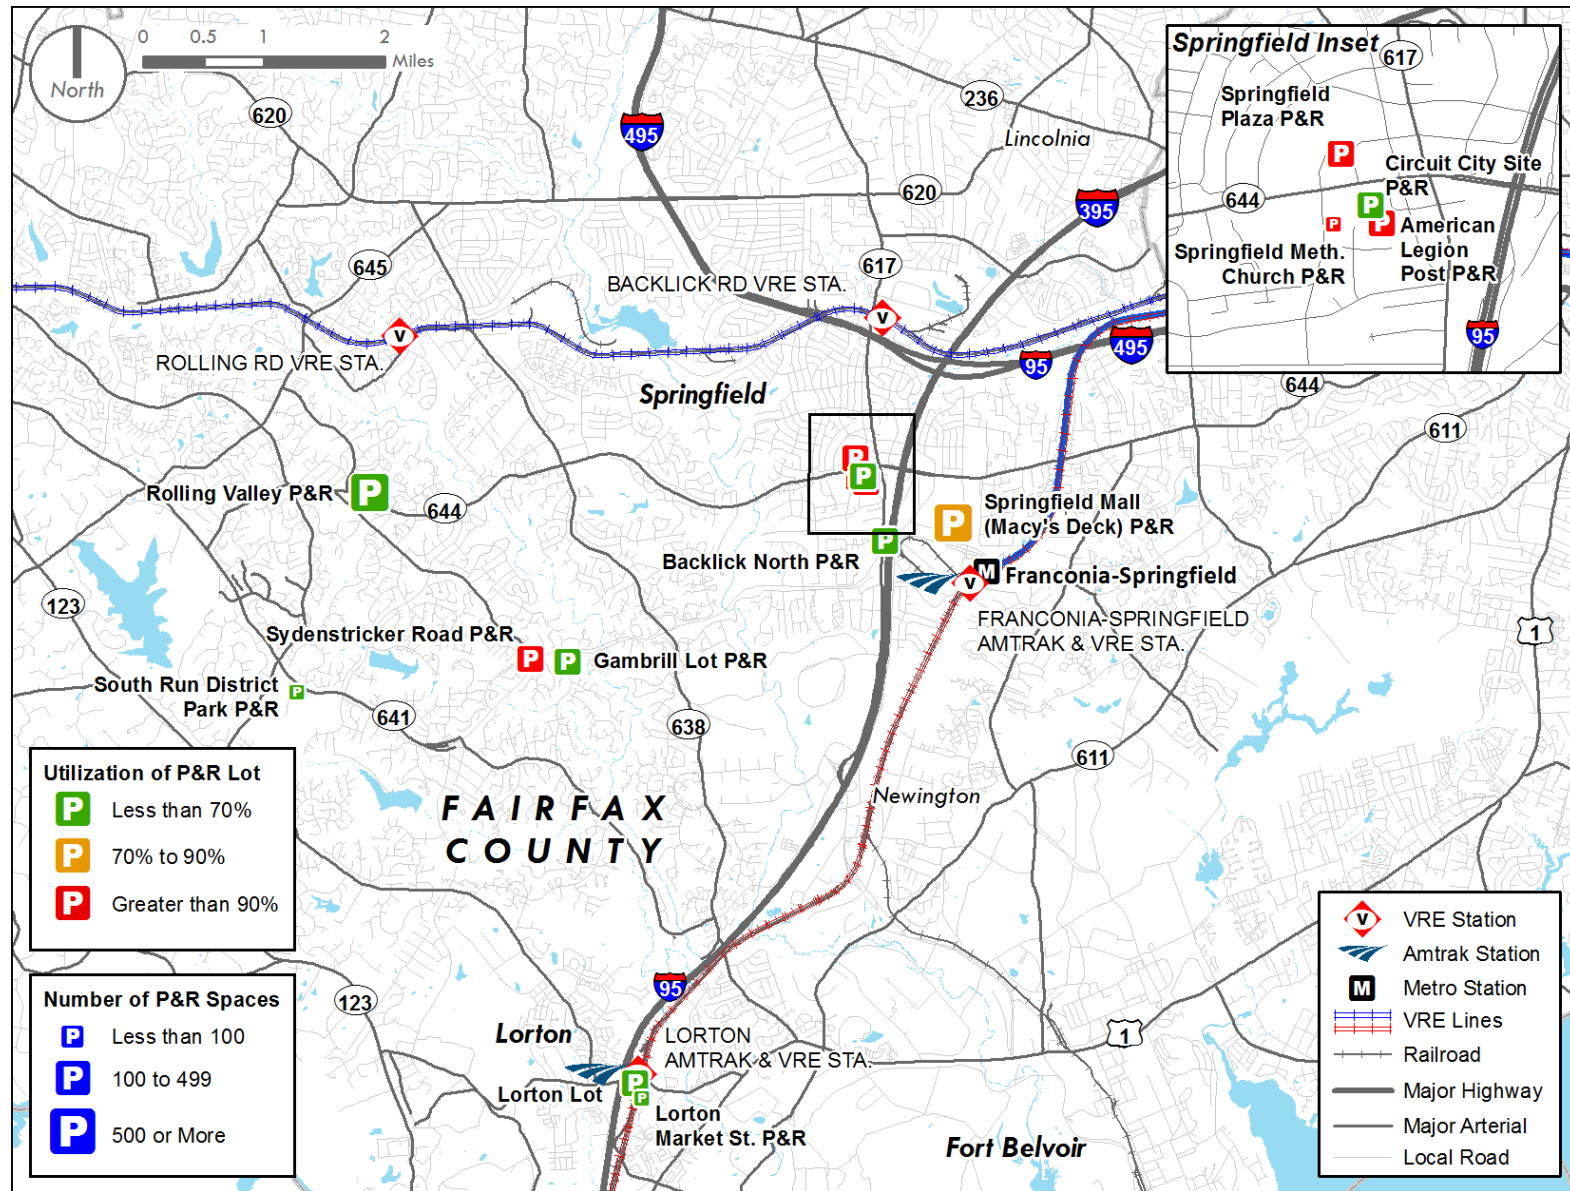 North
0 0.5 1 2
Miles
620
495
236
Lincolnia
620
395
645
617
BACKLICK RD VRE STA.
ROLLING RD VRE STA.
V
V
495
95
Springfield
644
611
Springfield Inset
617
Springfield
Plaza P&R
P
Circuit City Site
P&R
644
P
P
P
American
Legion
Post P&R
Springfield Meth.
Church P&R
95
P
P
Rolling Valley P&R
P
644
P
Springfield Mall
(Macy's Deck) P&R
P
Backlick North P&R
M
V
Franconia-Springfield
123
FRANCONIA-SPRINGFIELD
AMTRAK & VRE STA.
1
Sydenstricker Road P&R
P
P
Gambrill Lot P&R
South Run District
Park P&R
P
641
638
611
Newington
FAIRFAX
COUNTY
Utilization of P&R Lot
P Less than 70%
P 70% to 90%
P Greater than 90%
Number of P&R Spaces
P Less than 100
P 100 to 499
P 500 or More
123
95
1
Lorton
LORTON
AMTRAK & VRE STA.
Lorton Lot
P
P
Lorton
Market St. P&R
Fort Belvoir
V VRE Station
Amtrak Station
M Metro Station
VRE Lines
Railroad
Major Highway
Major Arterial
Local Road